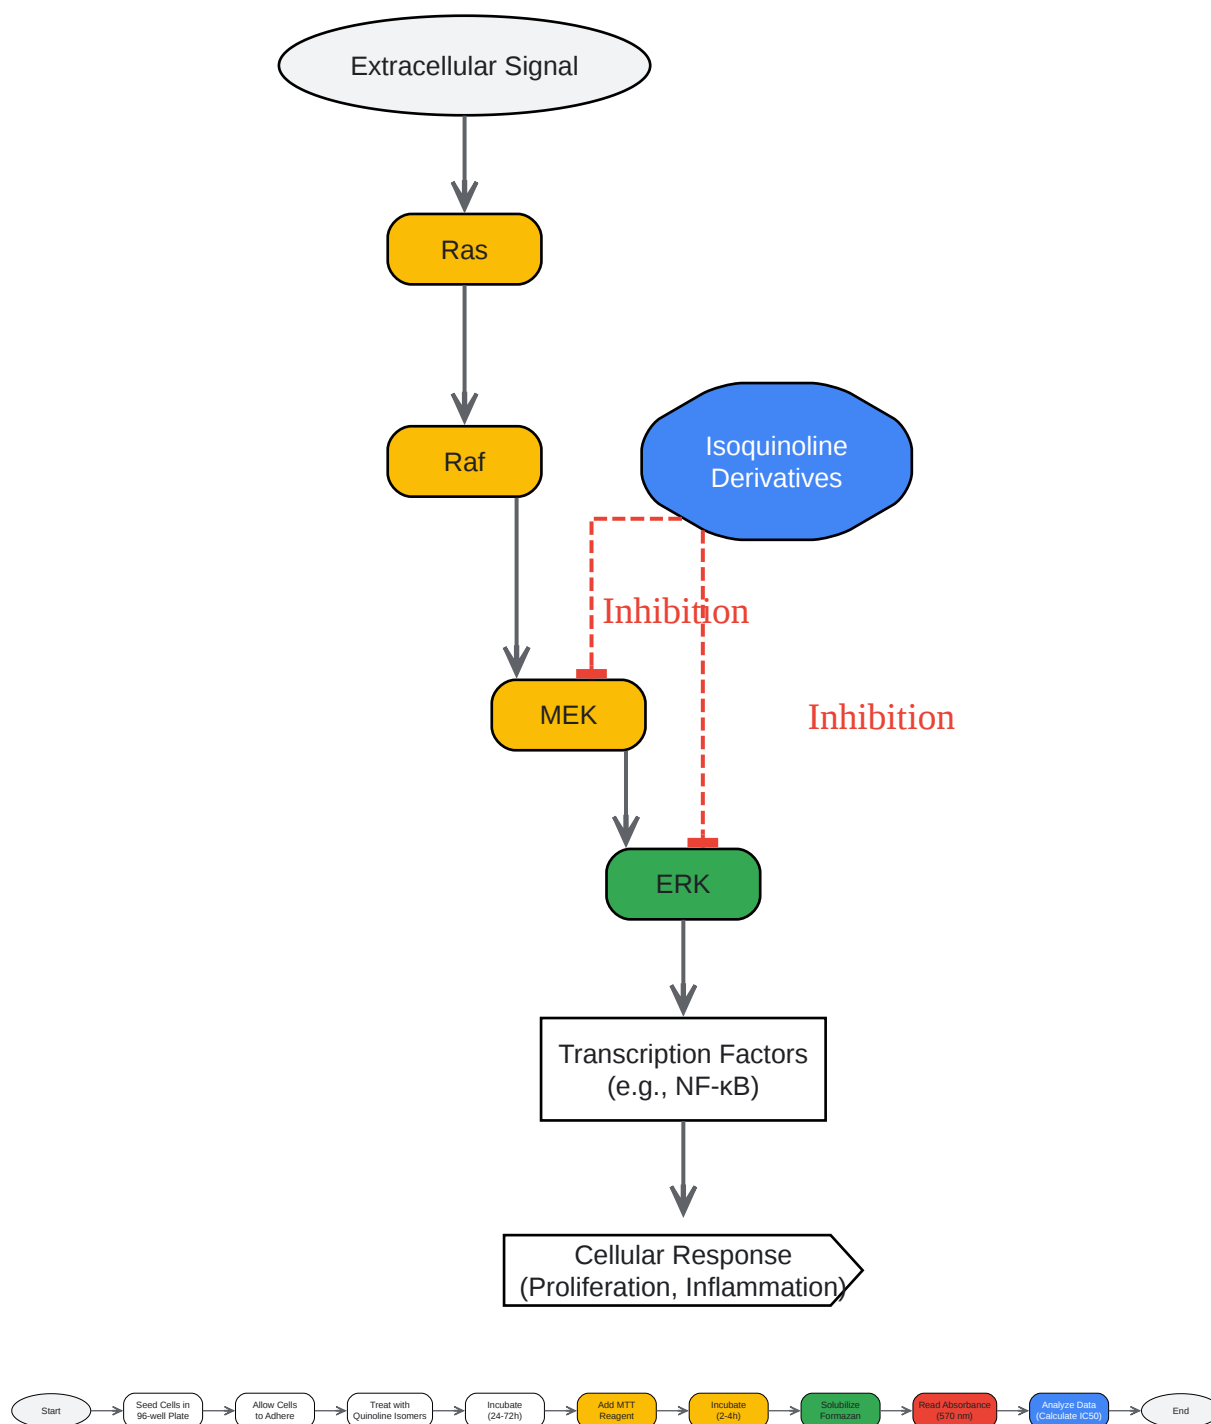 Extracellular Signal
Ras
Raf
Isoquinoline
Derivatives
Inhibition
MEK
Inhibition
ERK
Transcription Factors
(e.g., NF-κB)
Cellular Response
(Proliferation, Inflammation)
Start
Seed Cells in
96-well Plate
Allow Cells
to Adhere
Treat with
Quinoline Isomers
Incubate
(24-72h)
Add MTT
Reagent
Incubate
(2-4h)
Solubilize
Formazan
Read Absorbance
(570 nm)
Analyze Data
(Calculate IC50)
End